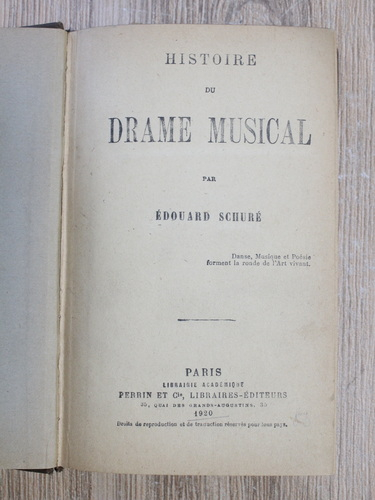 HISTOIRE
DU
DRAME MUSICAL
PAR
ÉDOUARD SCHURÉ
Danse, Musique et Poésie
forment la ronde de l'Art vivant.
PARIS
LIBRAIRIE ACADÉMIQUE
PERRIN ET Cie, LIBRAIRES-ÉDITEURS
35, QUAI DES GRANDS-AUGUSTINS, 35
1920
Droits de reproduction et de traduction réservés pour tous pays.